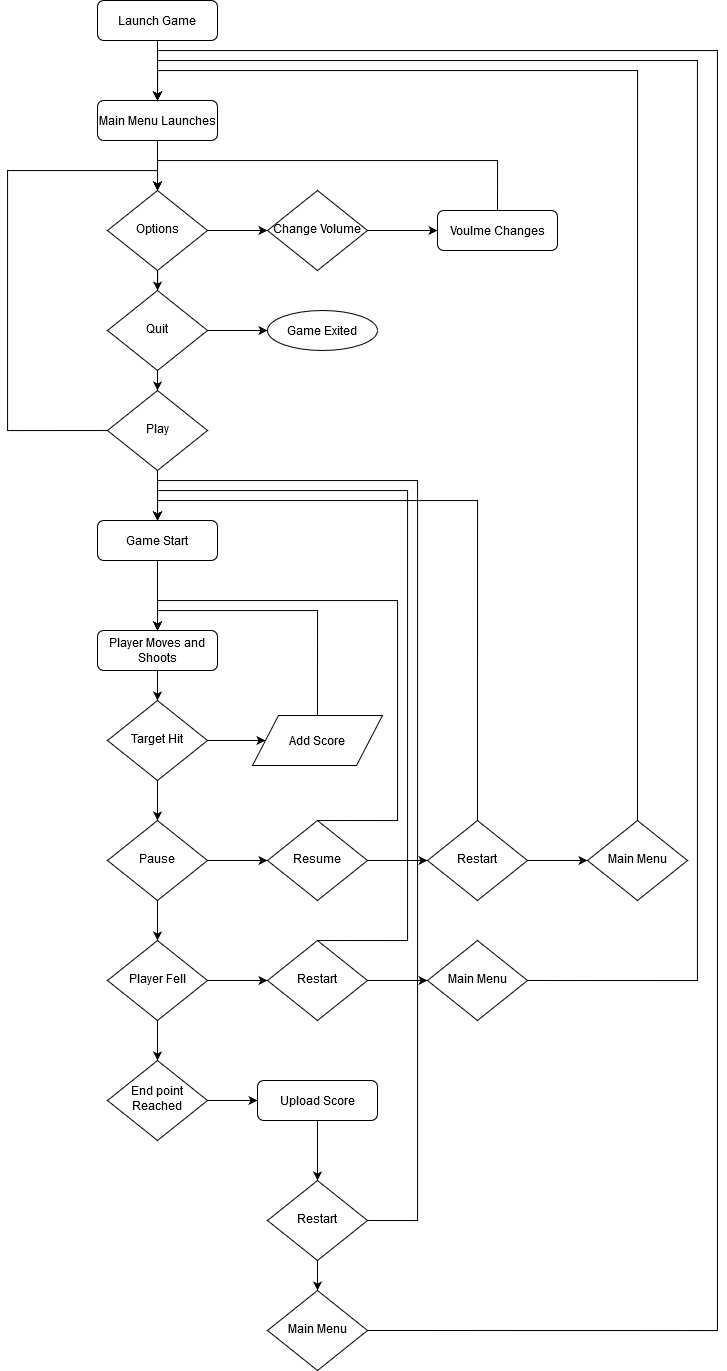 Launch Game
Main Menu Launches
Options
Change Volume
Voulme Changes
Quit
Game Exited
Play
Game Start
Player Moves and
Shoots
Target Hit
Add Score
Pause
Resume
Restart
Main Menu
Player Fell
Restart
Main Menu
End point
Reached
Upload Score
Restart
Main Menu